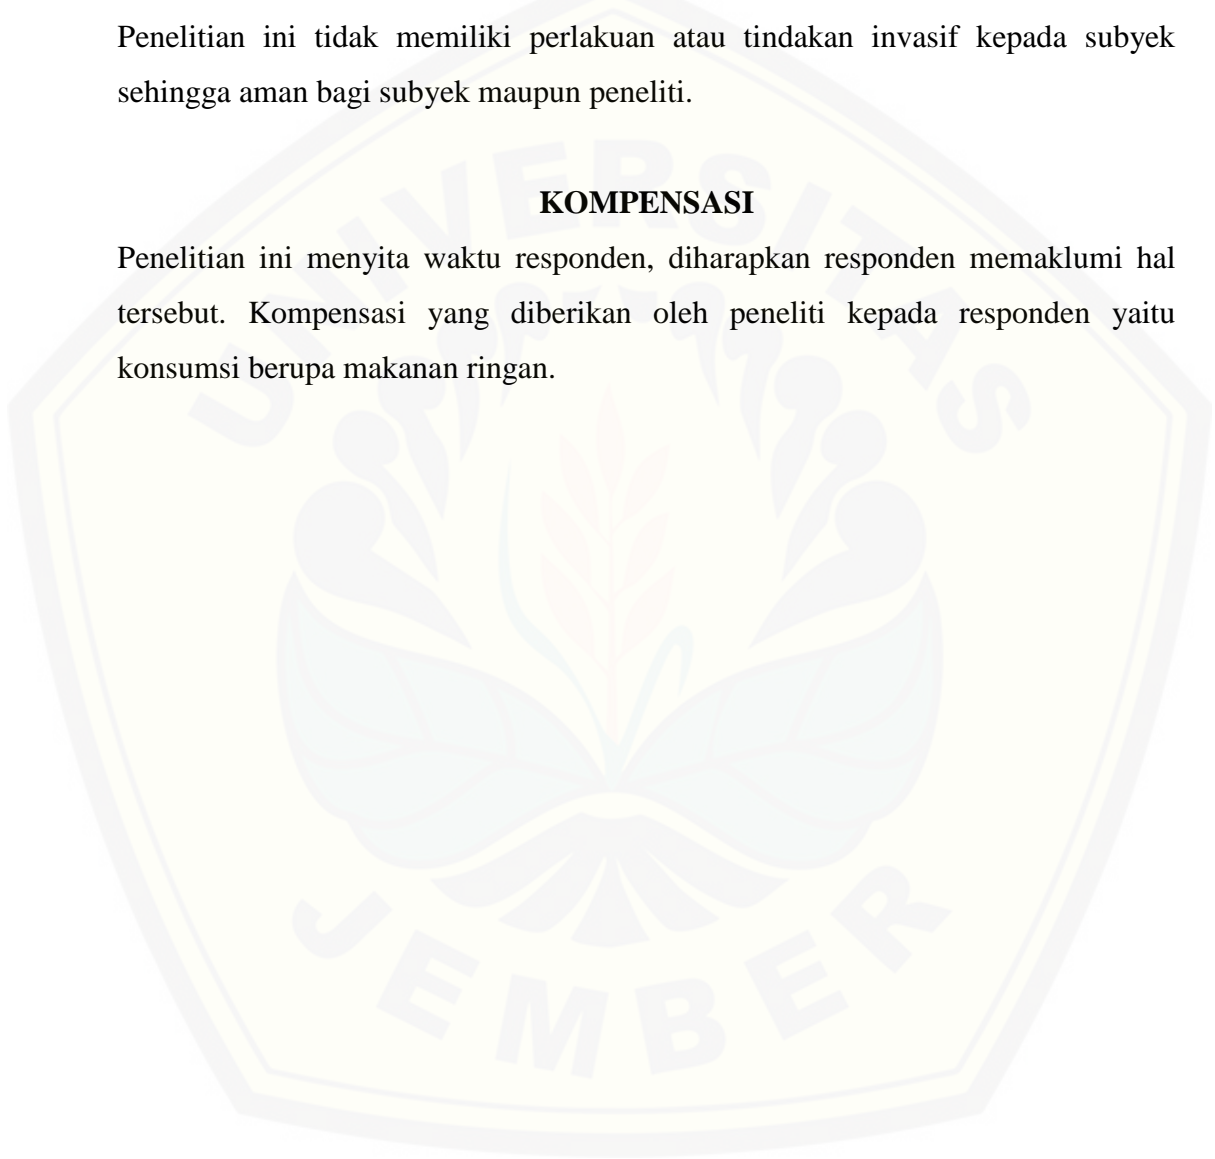 Penelitian ini tidak memiliki perlakuan atau tindakan invasif kepada subyek
sehingga aman bagi subyek maupun peneliti.
KOMPENSASI
Penelitian ini menyita waktu responden, diharapkan responden memaklumi hal
tersebut. Kompensasi yang diberikan oleh peneliti kepada responden yaitu
konsumsi berupa makanan ringan.
UNIVERSITAS
JEMBER